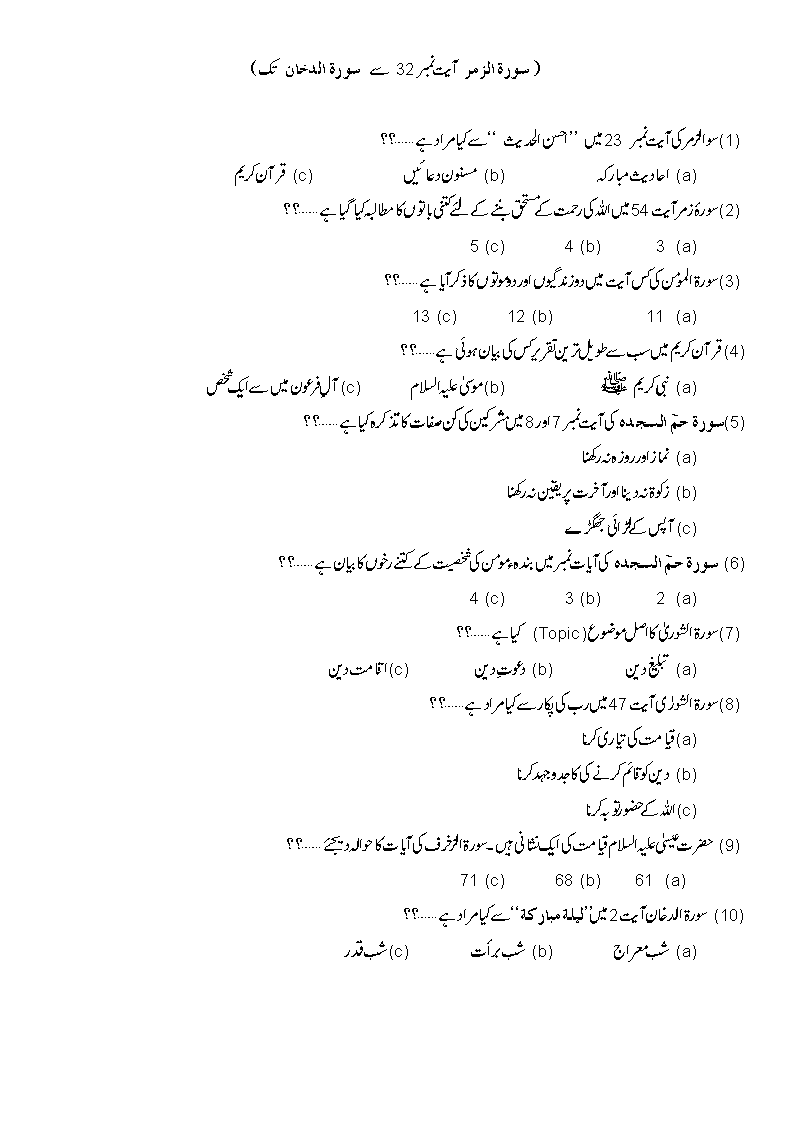 (سورۃ الزمر آیت نمبر 32 سے سورۃ الدخان تک)
(1) سوالزمر کی آیت نمبر 23 میں ’’احسن الحدیث‘‘ سے کیا مراد ہے.....؟؟
(a) احادیث مبارکہ (b) مسنون دعائیں (c) قرآن کریم
(2) سورۂ زمر آیت 54 میں اللہ کی رحمت کے مستحق بننے کے لئے کتنی باتوں کا مطالبہ کیا گیا ہے.....؟؟
(a) 3 (b) 4 (c) 5
(3) سورۃ المؤمن کی کس آیت میں دو زندگیوں اور دو موتوں کا ذکر آیا ہے.....؟؟
(a) 11 (b) 12 (c) 13
(4) قرآن کریم میں سب سے طویل ترین تقریر کس کی بیان ہوئی ہے.....؟؟
(a) نبی کریم ﷺ (b) موسیٰ علیہ السلام (c) آلِ فرعون میں سے ایک شخص
(5) سورۃ حمٓ السجدہ کی آیت نمبر 7 اور 8 میں مشرکین کی کن صفات کا تذکرہ کیا ہے.....؟؟
(a) نماز اور روزہ نہ رکھنا
(b) زکوۃ نہ دینا اور آخرت پر یقین نہ رکھنا
(c) آپس کے لڑائی جھگڑے
(6) سورۃ حمٓ السجدہ کی آیات نمبر میں بندہء مؤمن کی شخصیت کے کتنے رخوں کا بیان ہے.....؟؟
(a) 2 (b) 3 (c) 4
(7) سورۃ الشوریٰ کا اصل موضوع (Topic) کیا ہے.....؟؟
(a) تبلیغ دین (b) دعوتِ دین (c) اقامت دین
(8) سورۃ الشوریٰ آیت 47 میں رب کی پکار سے کیا مراد ہے.....؟؟
(a) قیامت کی تیاری کرنا
(b) دین کو قائم کرنے کی کا جدوجہد کرنا
(c) اللہ کے حضور توبہ کرنا
(9) حضرت عیسیٰ علیہ السلام قیامت کی ایک نشانی ہیں۔ سورۃ الزخرف کی آیات کا حوالہ دیجئے.....؟؟
(a) 61 (b) 68 (c) 71
(10) سورۃ الدخان آیت 2 میں ’’لیلۃ مبارکۃ‘‘ سے کیا مراد ہے.....؟؟
(a) شب معراج (b) شب برأت (c) شب قدر